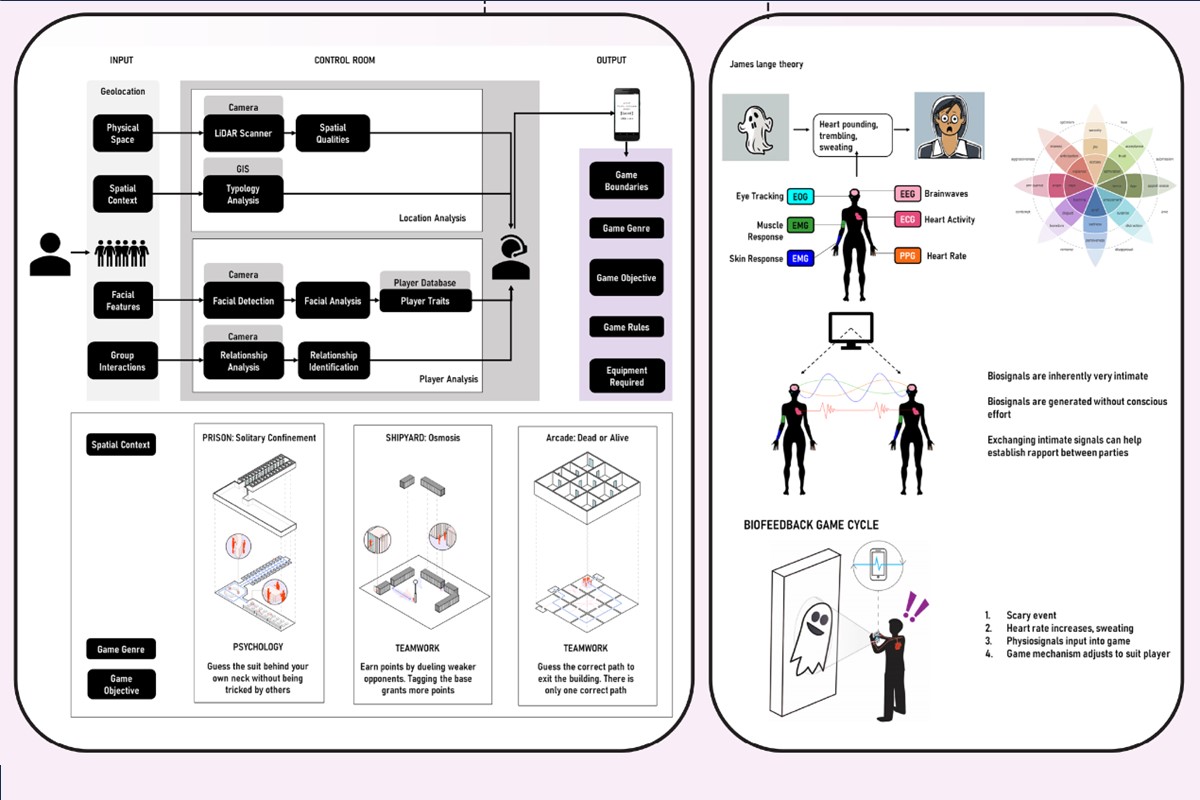 INPUT
CONTROL ROOM
OUTPUT
Geolocation
Physical
Space
Camera
LiDAR Scanner
Spatial
Qualities
Spatial
Context
GIS
Typology
Analysis
Location Analysis
Facial
Features
Camera
Facial Detection
Facial Analysis
Player Database
Player Traits
Group
Interactions
Camera
Relationship
Analysis
Relationship
Identification
Player Analysis
Game
Boundaries
Game Genre
Game Objective
Game Rules
Equipment
Required
Spatial Context
PRISON: Solitary Confinement
SHIPYARD: Osmosis
Arcade: Dead or Alive
Game Genre
PSYCHOLOGY
TEAMWORK
TEAMWORK
Game
Objective
Guess the suit behind your
own neck without being
tricked by others
Earn points by dueling weaker
opponents. Tagging the base
grants more points
Guess the correct path to
exit the building. There is
only one correct path
James lange theory
Heart pounding,
trembling,
sweating
Eye Tracking
EOG
Muscle
Response
EMG
Skin Response
EMG
EEG
Brainwaves
ECG
Heart Activity
PPG
Heart Rate
Biosignals are inherently very intimate
Biosignals are generated without conscious
effort
Exchanging intimate signals can help
establish rapport between parties
BIOFEEDBACK GAME CYCLE
1. Scary event
2. Heart rate increases, sweating
3. Physiosignals input into game
4. Game mechanism adjusts to suit player